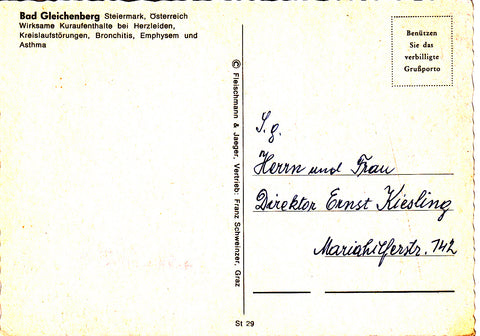 Bad Gleichenberg Steiermark, Österreich
Wirksame Kuraufenthalte bei Herzleiden,
Kreislaufstörungen, Bronchitis, Emphysem und
Asthma
© Fleischmann & Jaeger, Vertrieb: Franz Schweinzer, Graz
Benützen
Sie das
verbilligte
Grußporto
S. g.
Herrn und Frau
Direktor Ernst Kiesling
Mariahilferstr. 142
St 29